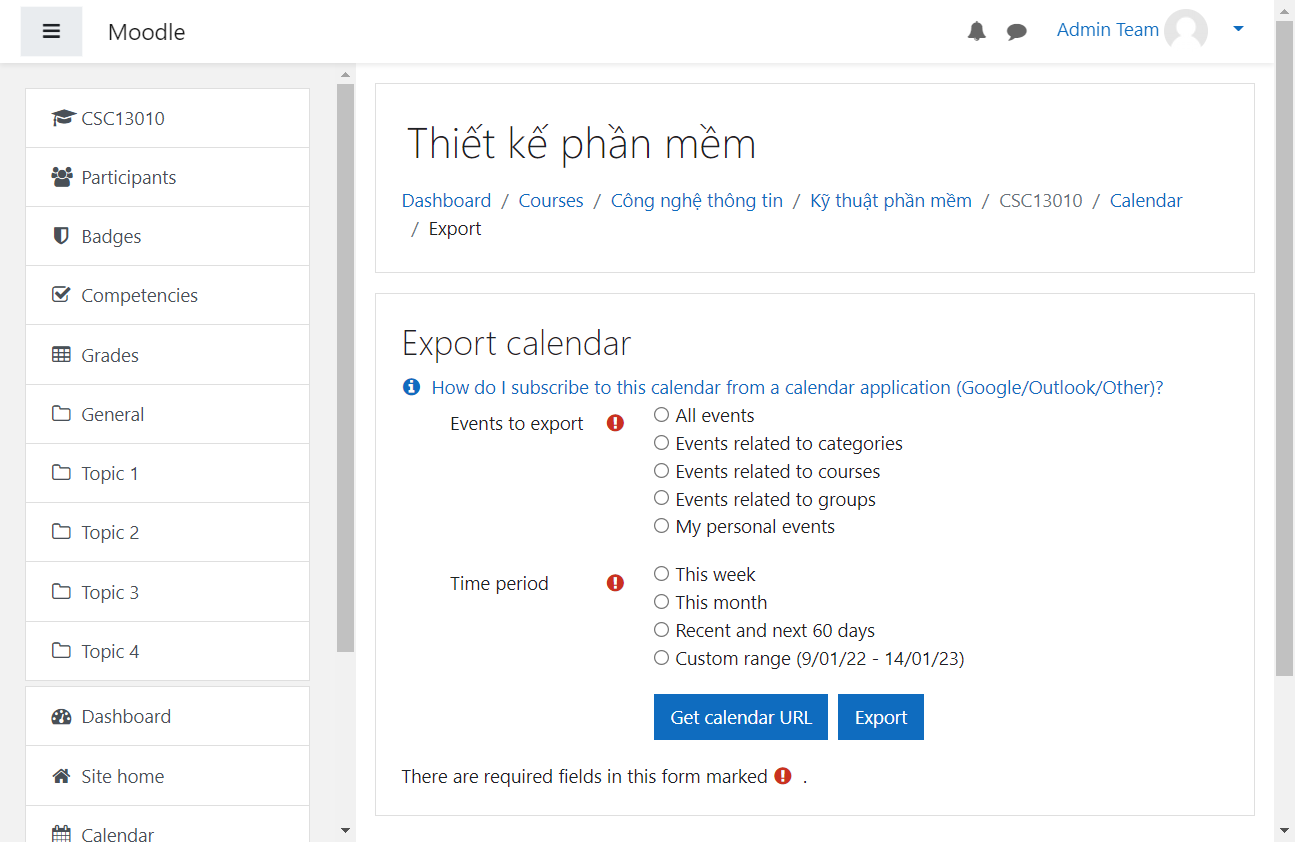 Moodle
Admin Team
CSC13010
Participants
Badges
Competencies
Grades
General
Topic 1
Topic 2
Topic 3
Topic 4
Dashboard
Site home
Calendar
Thiết kế phần mềm
Dashboard / Courses / Công nghệ thông tin / Kỹ thuật phần mềm / CSC13010 / Calendar
/ Export
Export calendar
How do I subscribe to this calendar from a calendar application (Google/Outlook/Other)?
Events to export
All events
Events related to categories
Events related to courses
Events related to groups
My personal events
Time period
This week
This month
Recent and next 60 days
Custom range (9/01/22 - 14/01/23)
Get calendar URL
Export
There are required fields in this form marked .